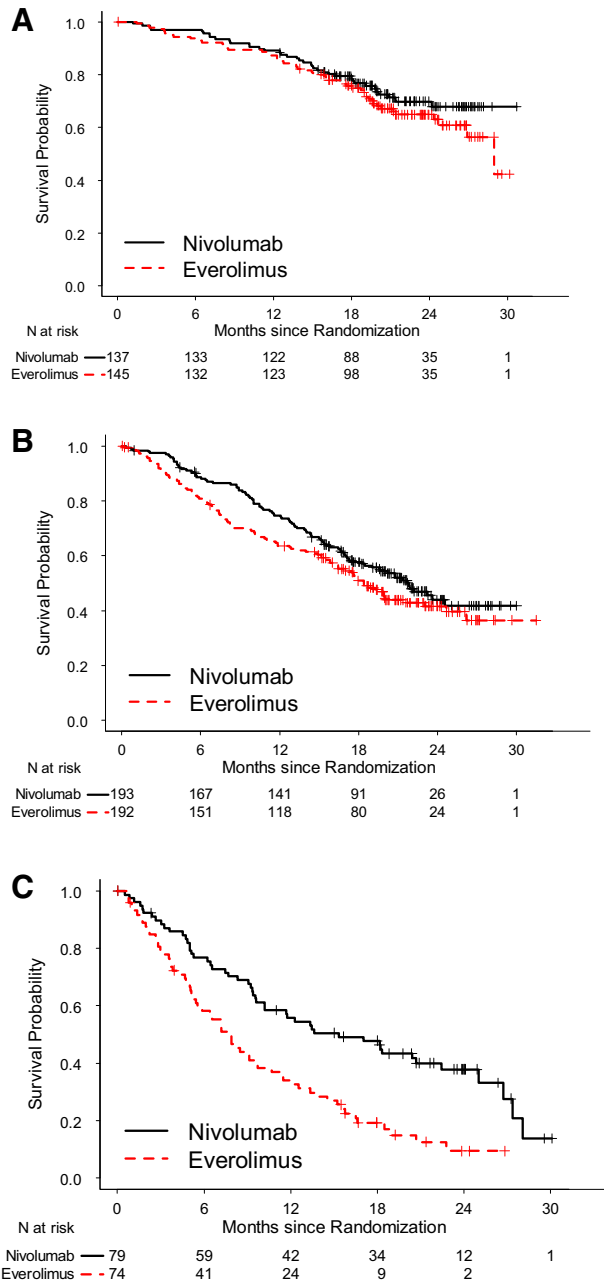 A
1.0
0.8
0.6
0.4
0.2
0.0
Survival Probability
Nivolumab
Everolimus
0 6 12 18 24 30
N at risk Months since Randomization
Nivolumab 137 133 122 88 35 1
Everolimus 145 132 123 98 35 1
B
1.0
0.8
0.6
0.4
0.2
0.0
Survival Probability
Nivolumab
Everolimus
0 6 12 18 24 30
N at risk Months since Randomization
Nivolumab 193 167 141 91 26 1
Everolimus 192 151 118 80 24 1
C
1.0
0.8
0.6
0.4
0.2
0.0
Survival Probability
Nivolumab
Everolimus
0 6 12 18 24 30
N at risk Months since Randomization
Nivolumab 79 59 42 34 12 1
Everolimus 74 41 24 9 2